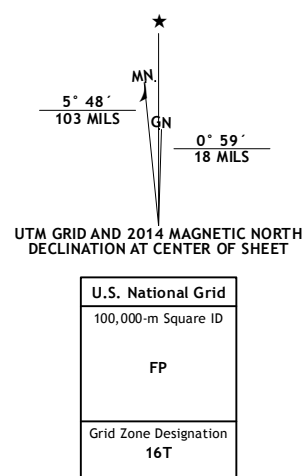 ★
MN.
GN
5° 48´
103 MILS
0° 59´
18 MILS
UTM GRID AND 2014 MAGNETIC NORTH
DECLINATION AT CENTER OF SHEET
U.S. National Grid
100,000-m Square ID
FP
Grid Zone Designation
16T